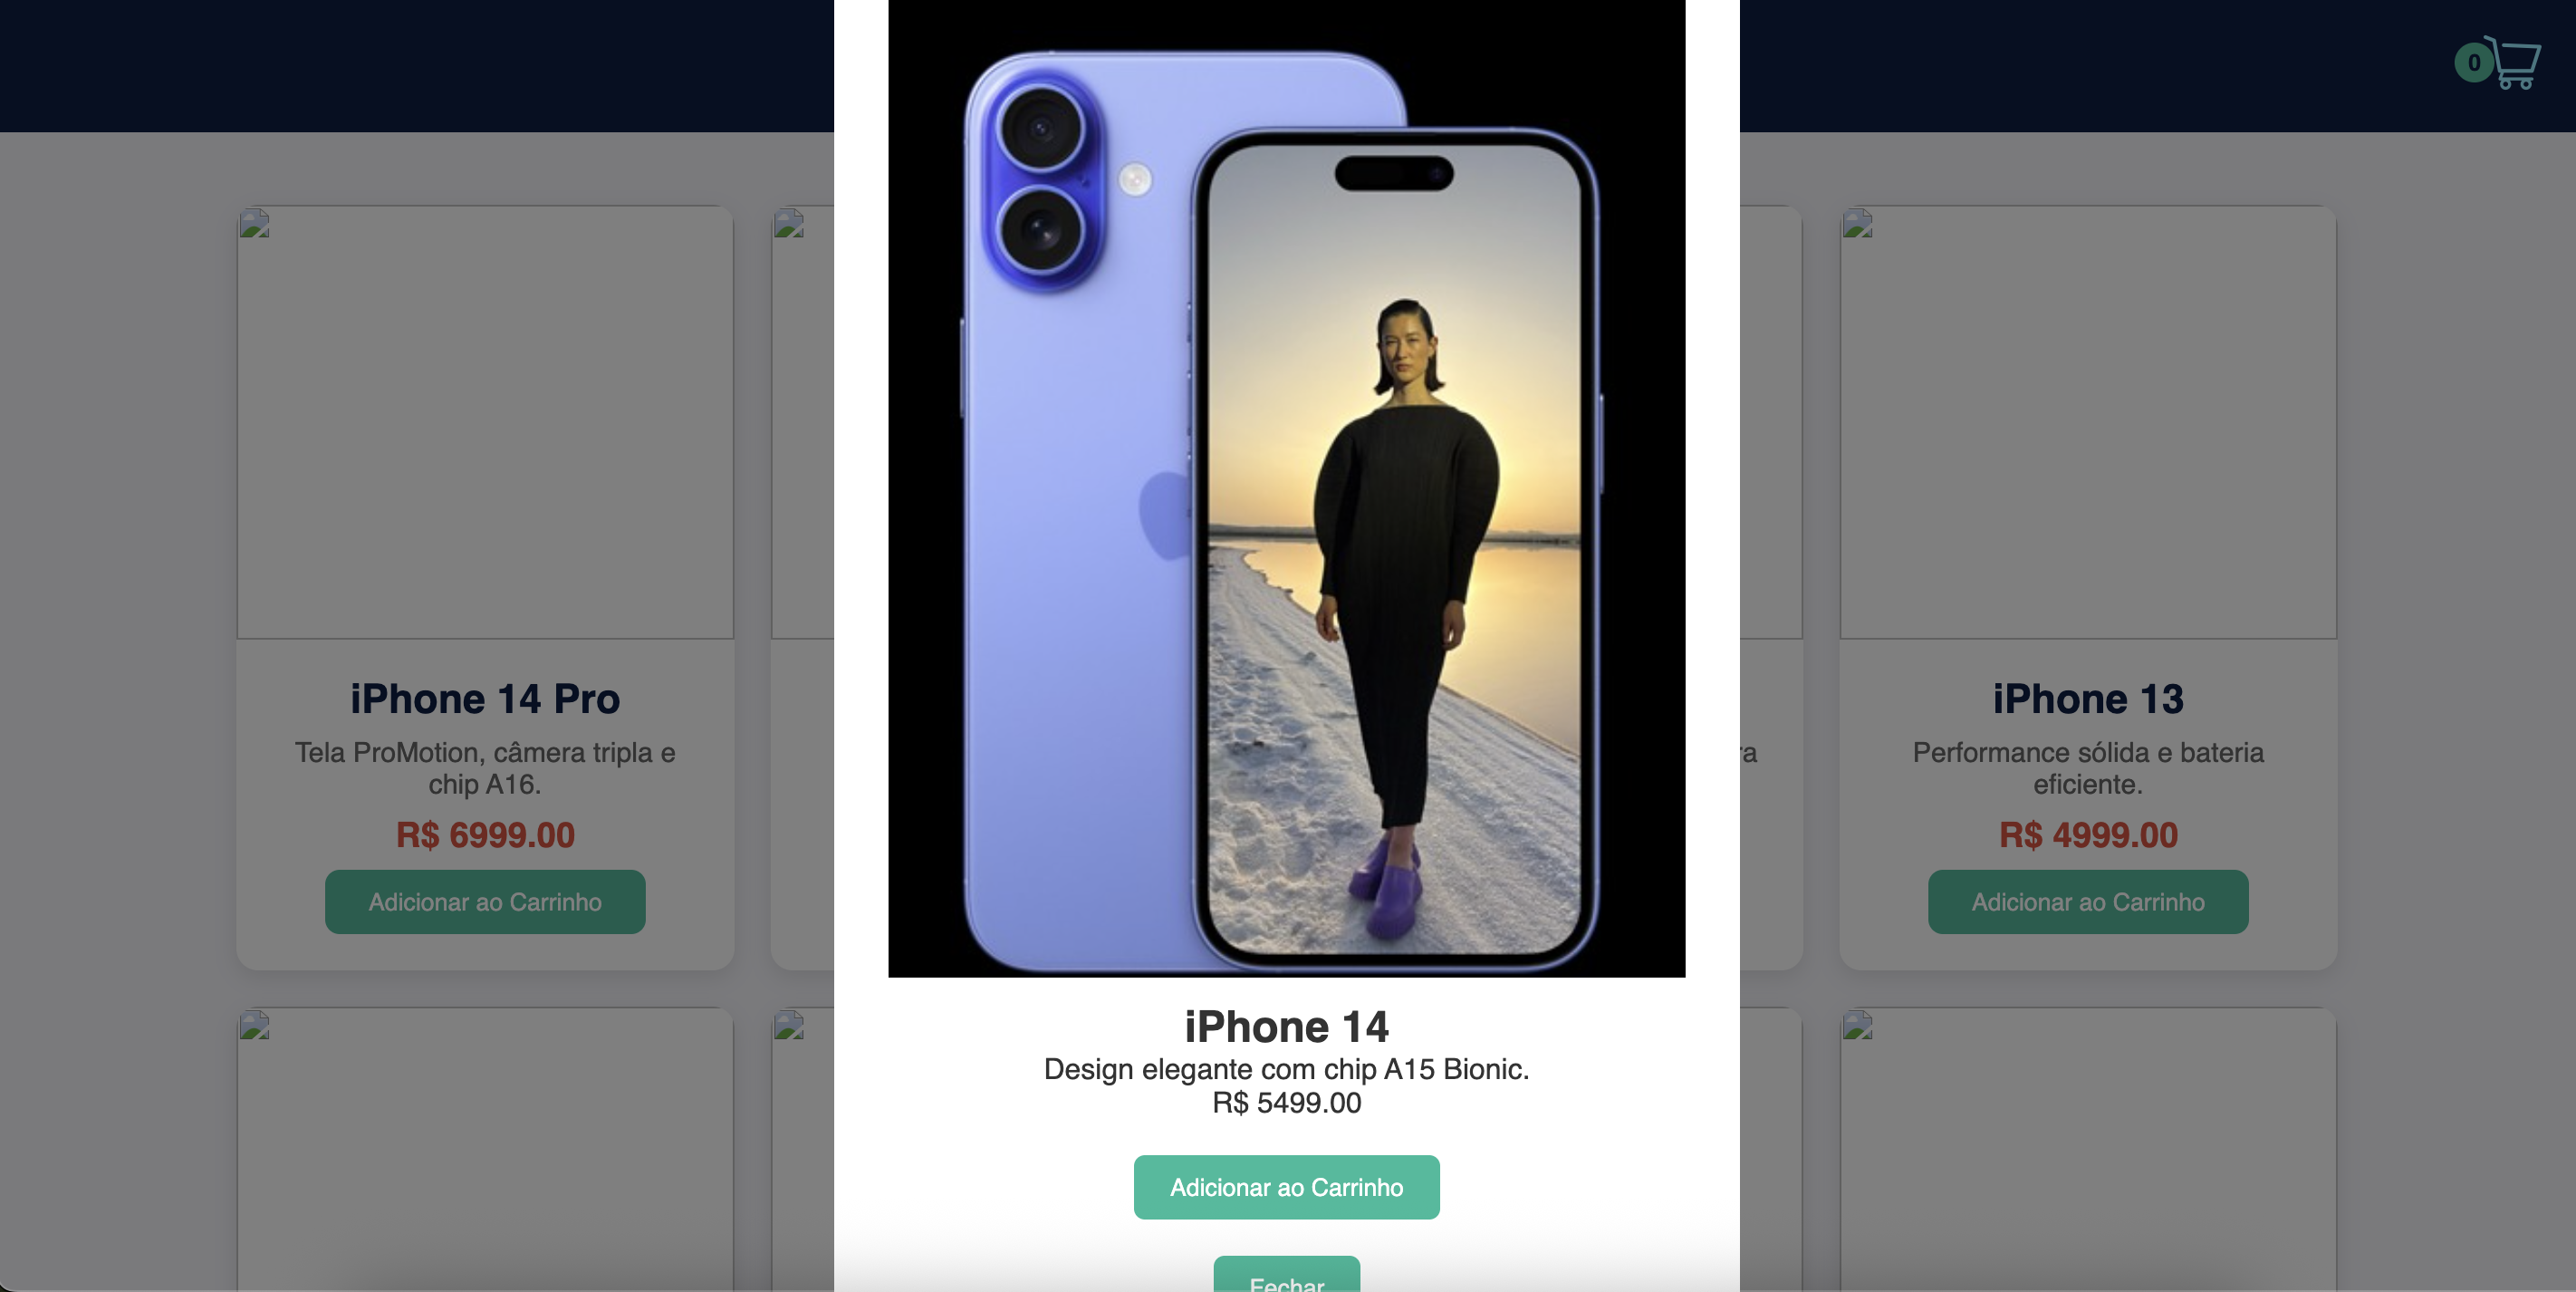 0
iPhone 14 Pro
Tela ProMotion, câmera tripla e
chip A16.
R$ 6999.00
Adicionar ao Carrinho
iPhone 14
Design elegante com chip A15 Bionic.
R$ 5499.00
Adicionar ao Carrinho
Fechar
ra
iPhone 13
Performance sólida e bateria
eficiente.
R$ 4999.00
Adicionar ao Carrinho